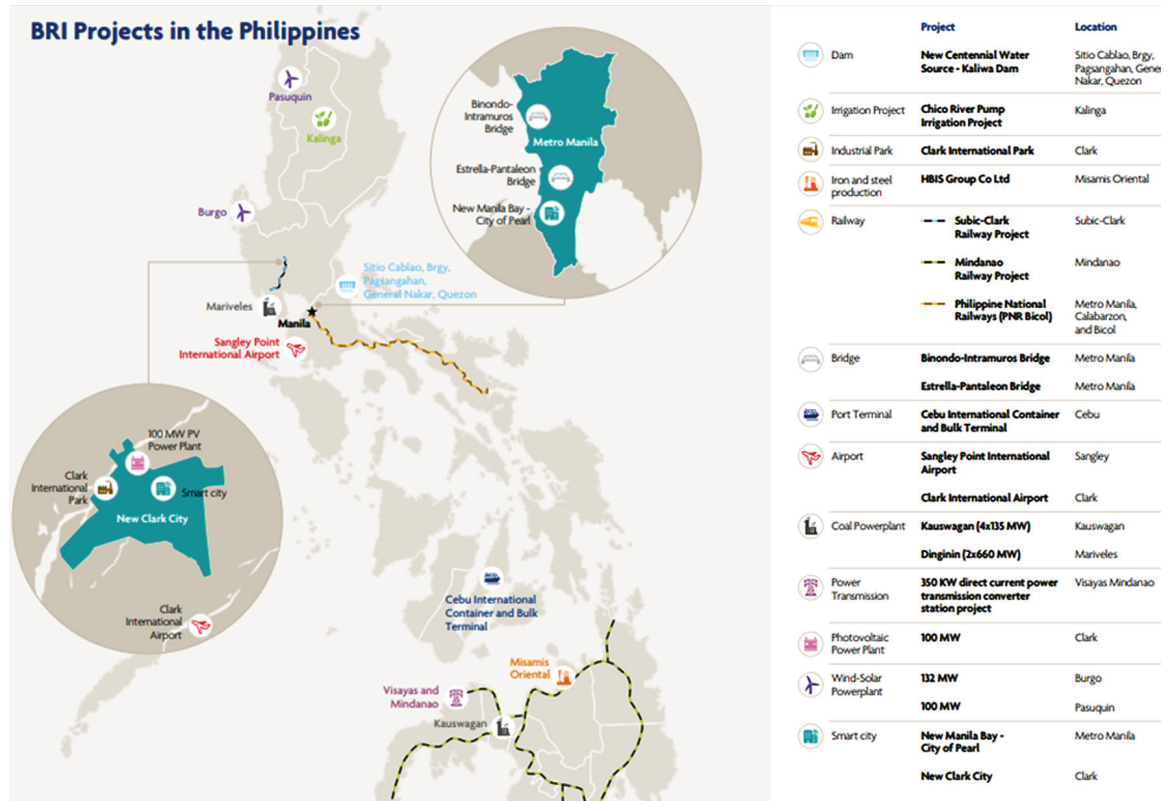 BRI Projects in the Philippines
Pasuquin
Kalinga
Burgo
Mariveles
Manila
Sangley Point
International Airport
Sitio Cablao, Brgy,
Pagsangahan,
General Nakar, Quezon
Binondo-
Intramuros
Bridge
Metro Manila
Estrella-Pantaleon
Bridge
New Manila Bay -
City of Pearl
100 MW PV
Power Plant
Clark
International
Park
Smart city
New Clark City
Clark
International
Airport
Cebu International
Container and Bulk
Terminal
Misamis
Oriental
Visayas and
Mindanao
Kauswagan
Project Location
Dam New Centennial Water Sitio Cablao, Brgy,
Source - Kaliwa Dam Pagsangahan, Gener
Nakar, Quezon
Irrigation Project Chico River Pump Kalinga
Irrigation Project
Industrial Park Clark International Park Clark
Iron and steel HBIS Group Co Ltd Misamis Oriental
production
Railway Subic-Clark Subic-Clark
Railway Project
Mindanao Mindanao
Railway Project
Philippine National Metro Manila,
Railways (PNR Bicol) Calabarzon,
and Bicol
Bridge Binondo-Intramuros Bridge Metro Manila
Estrella-Pantaleon Bridge Metro Manila
Port Terminal Cebu International Container Cebu
and Bulk Terminal
Airport Sangley Point International Sangley
Airport
Clark International Airport Clark
Coal Powerplant Kauswagan (4x135 MW) Kauswagan
Dinginin (2x660 MW) Mariveles
Power 350 KW direct current power Visayas Mindanao
Transmission transmission converter
station project
Photovoltaic 100 MW Clark
Power Plant
Wind-Solar 132 MW Burgo
Powerplant
100 MW Pasuquin
Smart city New Manila Bay - Metro Manila
City of Pearl
New Clark City Clark